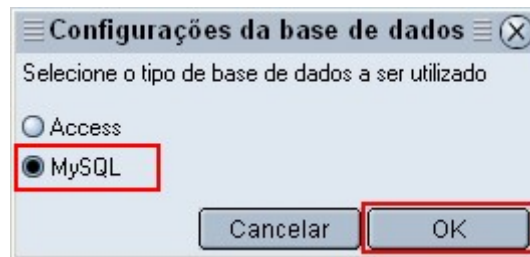 Configurações da base de dados
Selecione o tipo de base de dados a ser utilizado
Access
MySQL
Cancelar OK